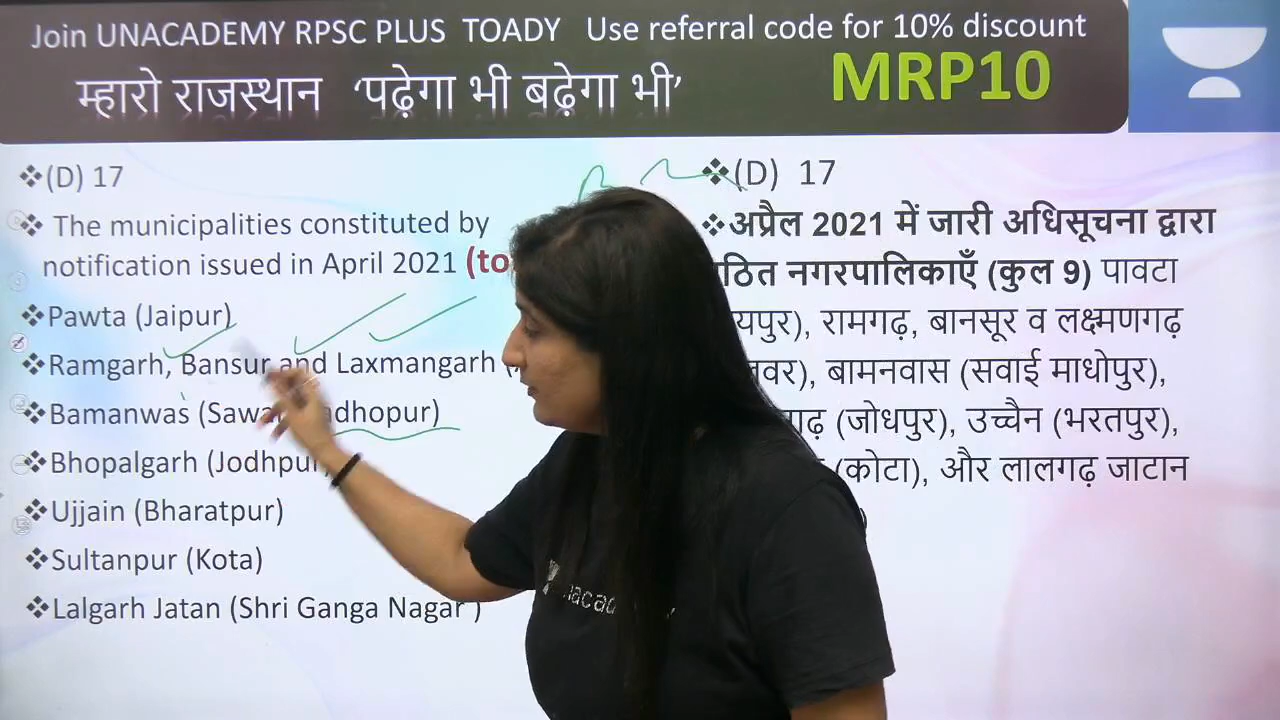 Join UNACADEMY RPSC PLUS TOADY Use referral code for 10% discount
म्हारो राजस्थान ‘पढ़ेगा भी बढ़ेगा भी’ MRP10
❖(D) 17
❖ The municipalities constituted by
notification issued in April 2021 (to
❖Pawta (Jaipur)
❖Ramgarh, Bansur and Laxmangarh (
❖Bamanwas (Sawai Madhopur)
❖Bhopalgarh (Jodhpur)
❖Ujjain (Bharatpur)
❖Sultanpur (Kota)
❖Lalgarh Jatan (Shri Ganga Nagar )
❖(D) 17
❖अप्रैल 2021 में जारी अधिसूचना द्वारा
नगरपालिकाएँ (कुल 9) पावटा
रामगढ़, बानसूर व लक्ष्मणगढ़
बामनवास (सवाई माधोपुर),
(जोधपुर), उच्चैन (भरतपुर),
(कोटा), और लालगढ़ जाटान